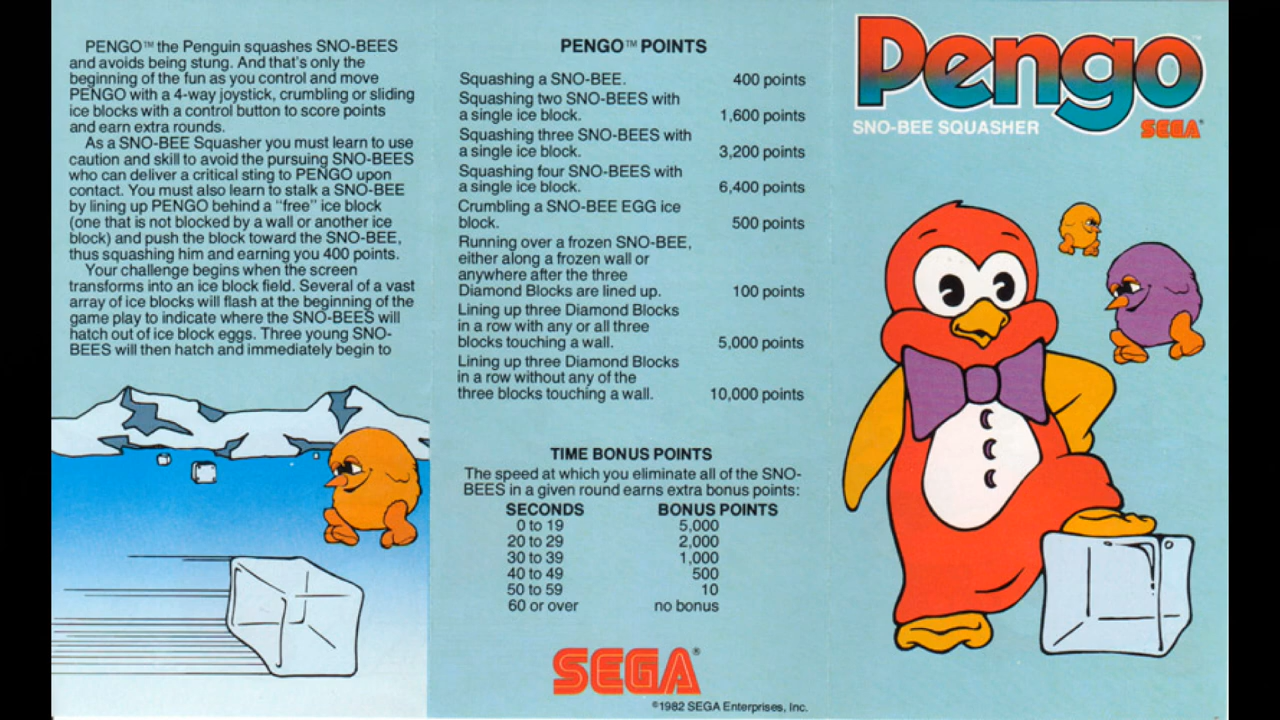 PENGO™ the Penguin squashes SNO-BEES
and avoids being stung. And that's only the
beginning of the fun as you control and move
PENGO with a 4-way joystick, crumbling or sliding
ice blocks with a control button to score points
and earn extra rounds.
As a SNO-BEE Squasher you must learn to use
caution and skill to avoid the pursuing SNO-BEES
who can deliver a critical sting to PENGO upon
contact. You must also learn to stalk a SNO-BEE
by lining up PENGO behind a "free" ice block
(one that is not blocked by a wall or another ice
block) and push the block toward the SNO-BEE,
thus squashing him and earning you 400 points.
Your challenge begins when the screen
transforms into an ice block field. Several of a vast
array of ice blocks will flash at the beginning of the
game play to indicate where the SNO-BEES will
hatch out of ice block eggs. Three young SNO-
BEES will then hatch and immediately begin to
PENGO™ POINTS
Squashing a SNO-BEE. 400 points
Squashing two SNO-BEES with
a single ice block. 1,600 points
Squashing three SNO-BEES with
a single ice block. 3,200 points
Squashing four SNO-BEES with
a single ice block. 6,400 points
Crumbling a SNO-BEE EGG ice
block. 500 points
Running over a frozen SNO-BEE,
either along a frozen wall or
anywhere after the three
Diamond Blocks are lined up. 100 points
Lining up three Diamond Blocks
in a row with any or all three
blocks touching a wall. 5,000 points
Lining up three Diamond Blocks
in a row without any of the
three blocks touching a wall. 10,000 points
TIME BONUS POINTS
The speed at which you eliminate all of the SNO-
BEES in a given round earns extra bonus points:
SECONDS BONUS POINTS
0 to 19 5,000
20 to 29 2,000
30 to 39 1,000
40 to 49 500
50 to 59 10
60 or over no bonus
SEGA®
©1982 SEGA Enterprises, Inc.
Pengo™
SNO-BEE SQUASHER
SEGA®